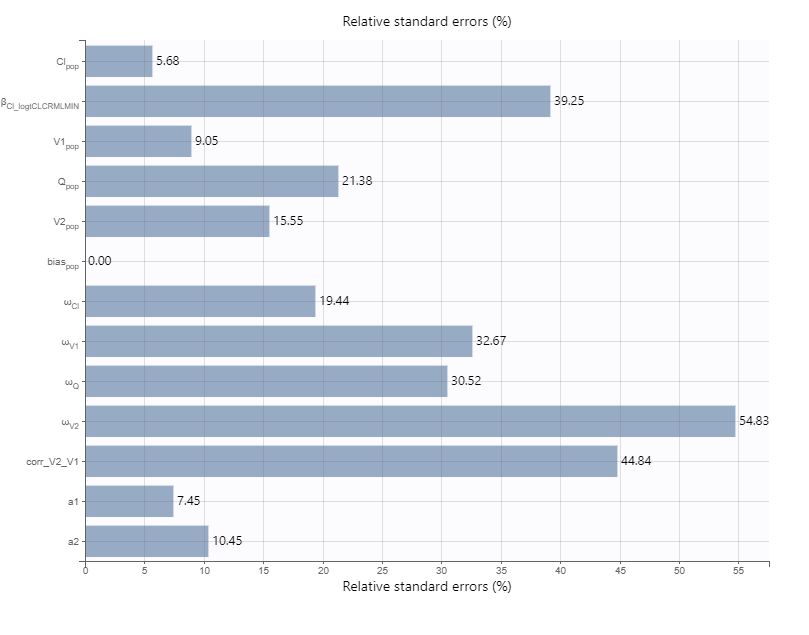 Relative standard errors (%)
Cl_pop 5.68
β_Cl_logtCLCRMLMIN 39.25
V1_pop 9.05
Q_pop 21.38
V2_pop 15.55
bias_pop 0.00
ω_Cl 19.44
ω_V1 32.67
ω_Q 30.52
ω_V2 54.83
corr_V2_V1 44.84
a1 7.45
a2 10.45
0 5 10 15 20 25 30 35 40 45 50 55
Relative standard errors (%)